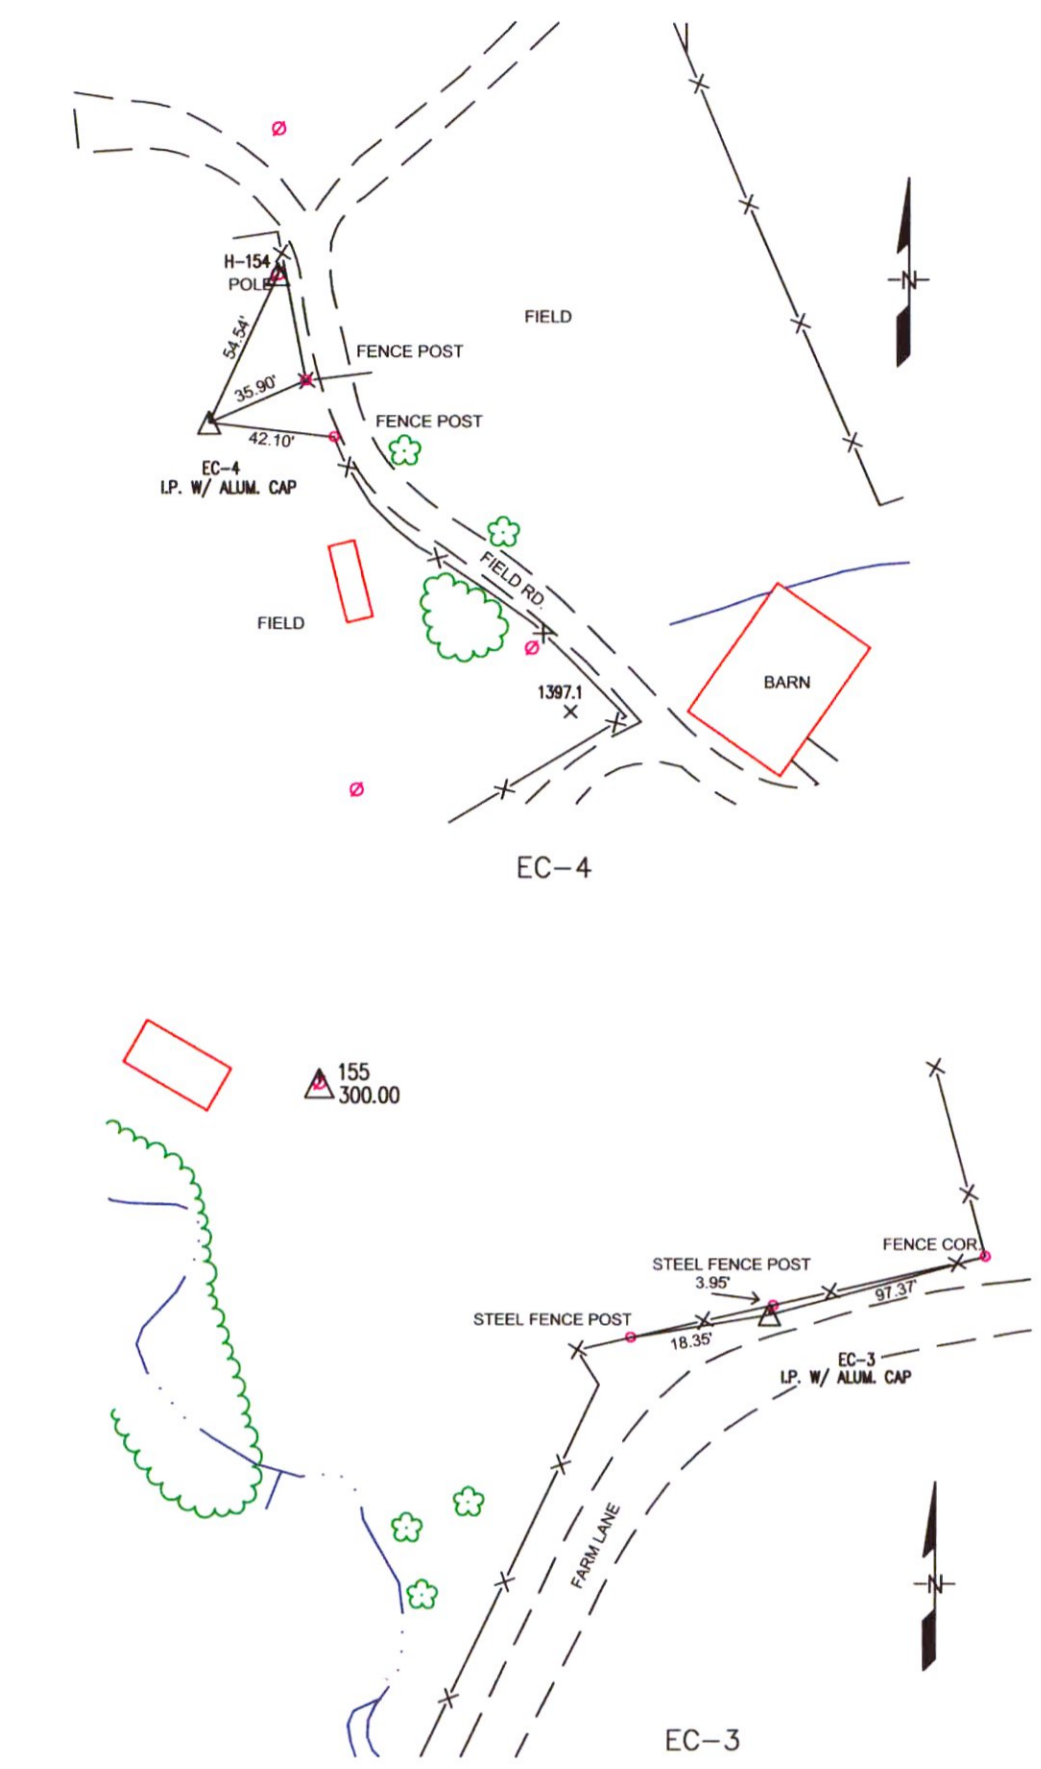 H-154
POLE
FIELD
-N-
54.54'
FENCE POST
35.90'
FENCE POST
42.10'
EC-4
I.P. W/ ALUM. CAP
FIELD RD.
FIELD
BARN
1397.1
EC-4
155
300.00
FENCE COR.
STEEL FENCE POST
3.95'
97.37'
STEEL FENCE POST
18.35'
EC-3
I.P. W/ ALUM. CAP
FARM LANE
-N-
EC-3